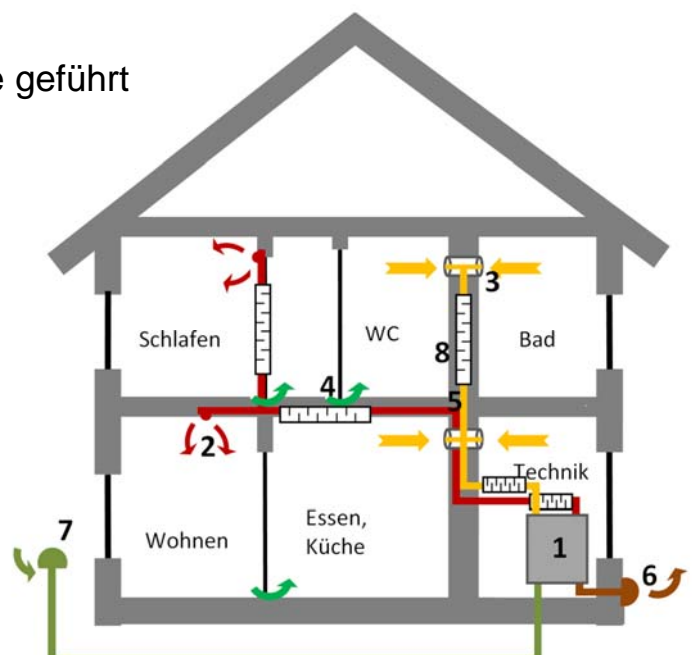 e geführt
3
Schlafen
WC
Bad
8
4
5
2
Technik
Essen,
Küche
Wohnen
7
1
6